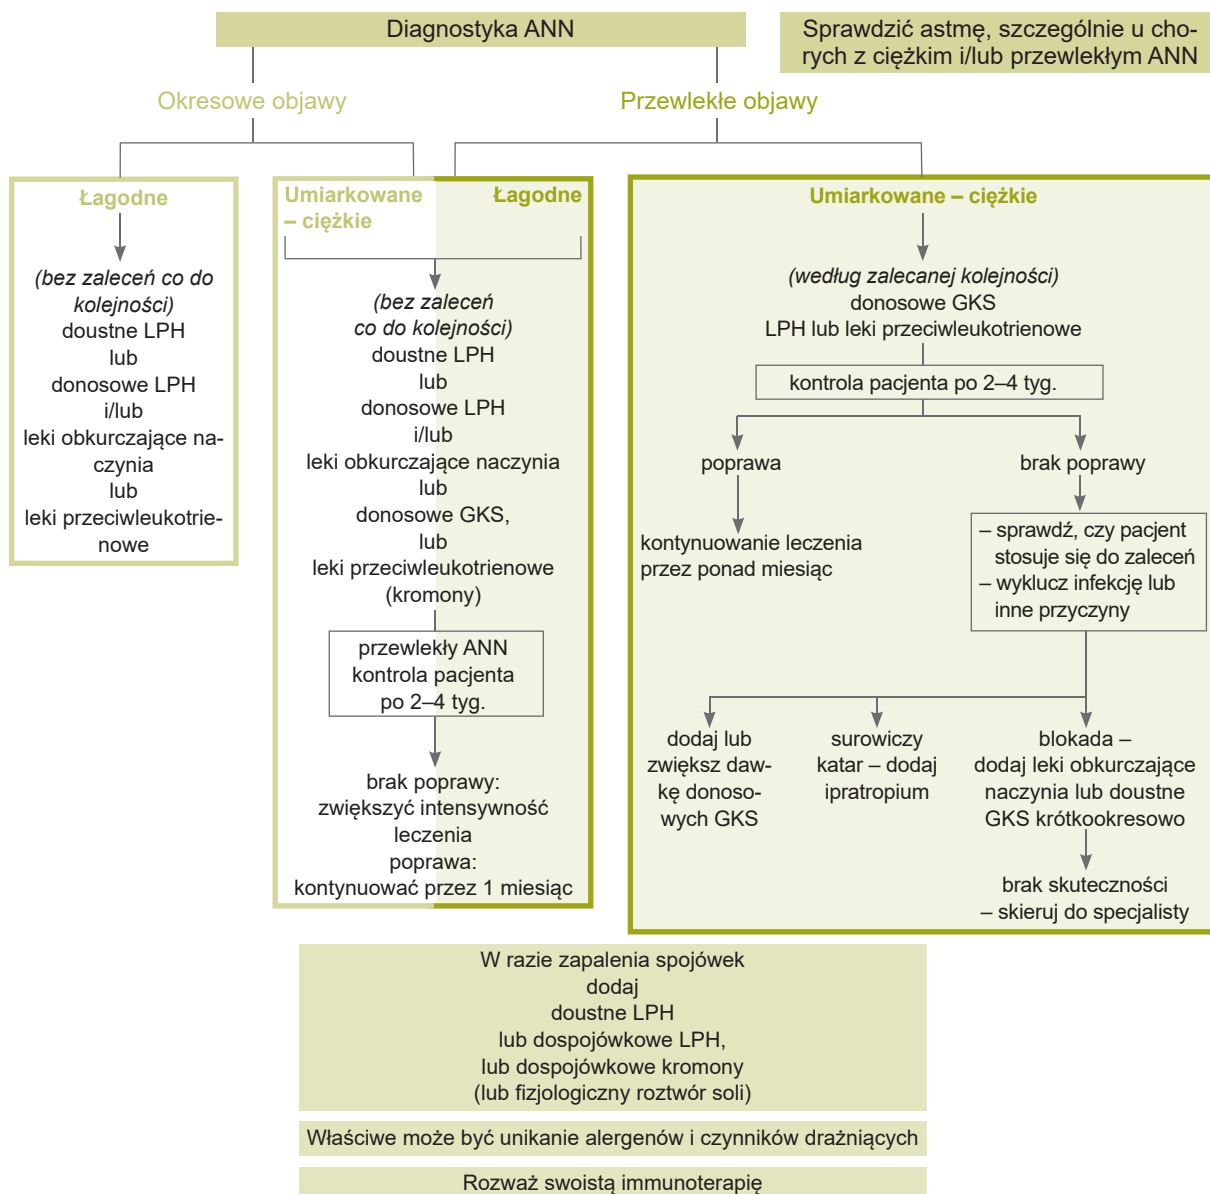 Diagnostyka ANN
Sprawdzić astmę, szczególnie u cho-
rych z ciężkim i/lub przewlekłym ANN
Okresowe objawy
Przewlekłe objawy
Łagodne
(bez zaleceń co do
kolejności)
doustne LPH
lub
donosowe LPH
i/lub
leki obkurczające na-
czynia
lub
leki przeciwleukotrie-
nowe
Umiarkowane
– ciężkie
Łagodne
(bez zaleceń
co do kolejności)
doustne LPH
lub
donosowe LPH
i/lub
leki obkurczające naczynia
lub
donosowe GKS,
lub
leki przeciwleukotrienowe
(kromony)
przewlekły ANN
kontrola pacjenta
po 2–4 tyg.
brak poprawy:
zwiększyć intensywność
leczenia
poprawa:
kontynuować przez 1 miesiąc
Umiarkowane – ciężkie
(według zalecanej kolejności)
donosowe GKS
LPH lub leki przeciwleukotrienowe
kontrola pacjenta po 2–4 tyg.
poprawa
kontynuowanie leczenia
przez ponad miesiąc
brak poprawy
– sprawdź, czy pacjent
stosuje się do zaleceń
– wyklucz infekcję lub
inne przyczyny
dodaj lub
zwiększ daw-
kę donoso-
wych GKS
surowiczy
katar – dodaj
ipratropium
blokada –
dodaj leki obkurczające
naczynia lub doustne
GKS krótkookresowo
brak skuteczności
– skieruj do specjalisty
W razie zapalenia spojówek
dodaj
doustne LPH
lub dospojówkowe LPH,
lub dospojówkowe kromony
(lub fizjologiczny roztwór soli)
Właściwe może być unikanie alergenów i czynników drażniących
Rozważ swoistą immunoterapię